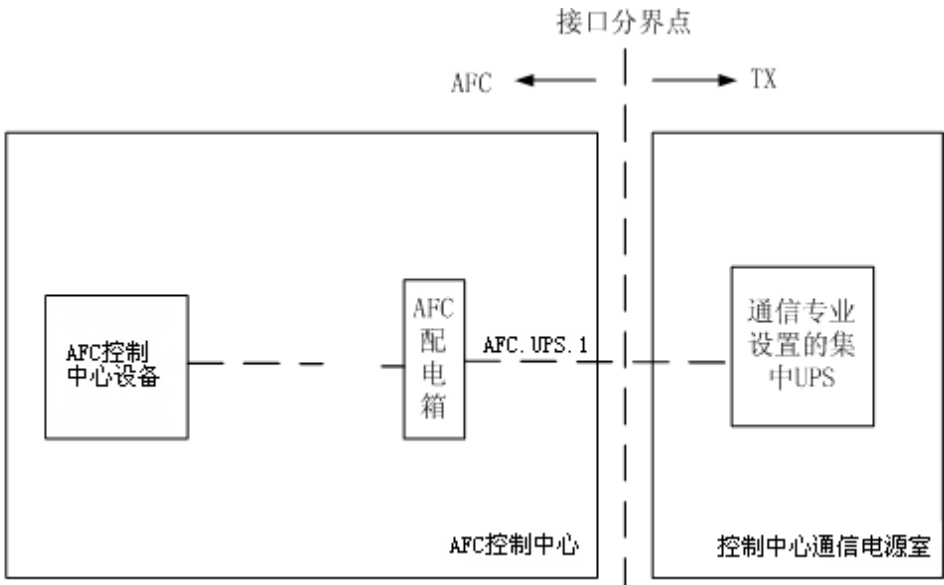 接口分界点
AFC
TX
AFC控制
中心设备
AFC
配
电
箱
AFC.UPS.1
通信专业
设置的集
中UPS
AFC控制中心
控制中心通信电源室